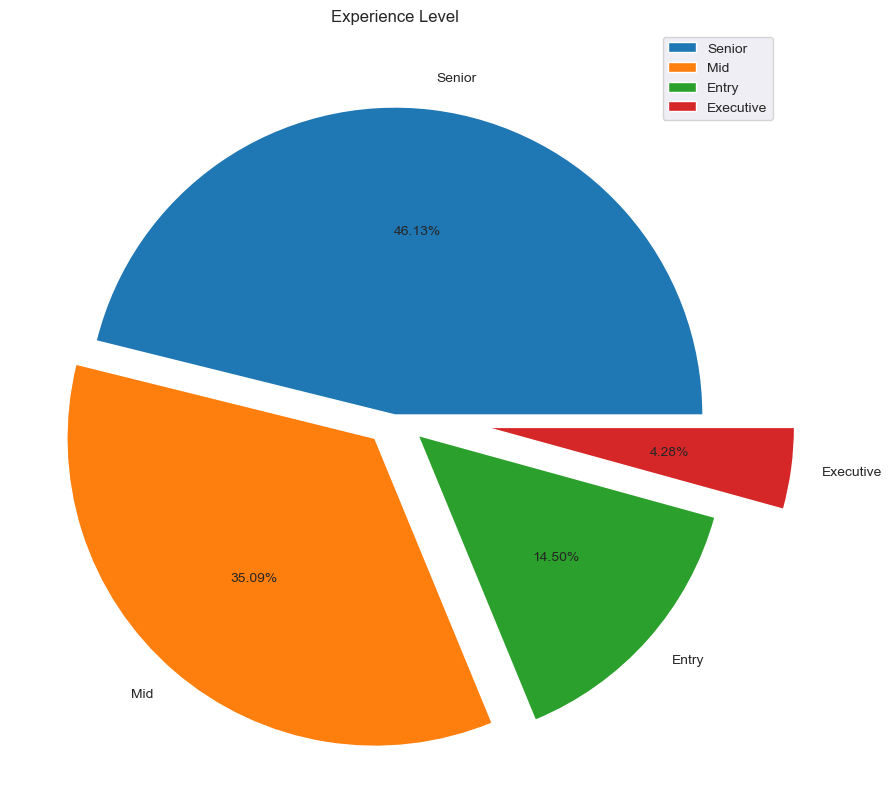 Experience Level
Senior
Mid
Entry
Executive
Senior
46.13%
4.28%
Executive
14.50%
35.09%
Entry
Mid